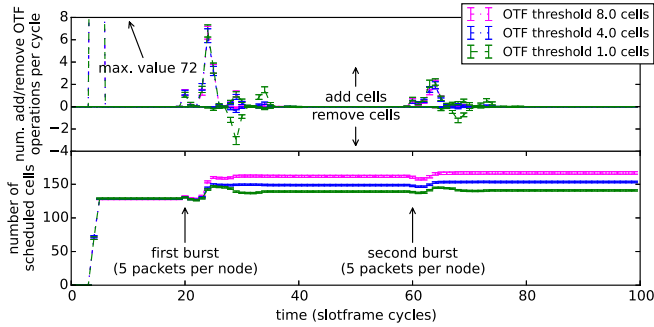 OTF threshold 8.0 cells
OTF threshold 4.0 cells
OTF threshold 1.0 cells
num. add/remove OTF
operations per cycle
8
6
4
2
0
−2
−4
max. value 72
add cells
remove cells
number of
scheduled cells
150
100
50
0
first burst
(5 packets per node)
second burst
(5 packets per node)
0
20
40
60
80
100
time (slotframe cycles)